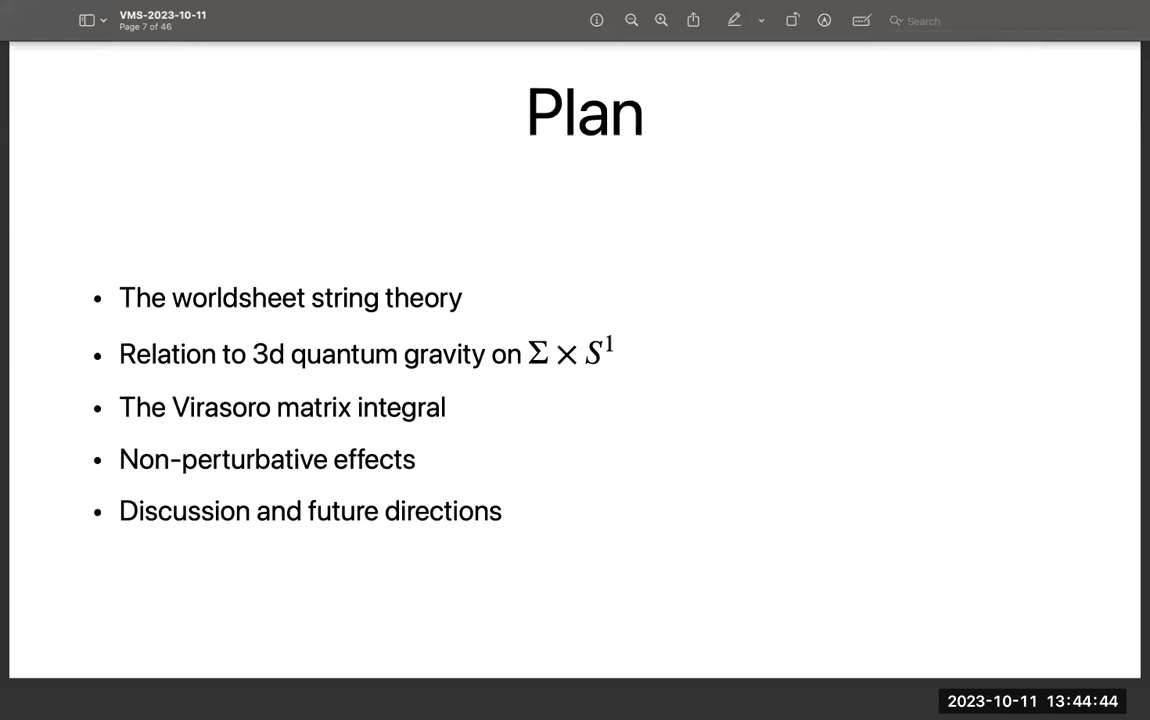 VMS-2023-10-11
Page 7 of 46
Search
Plan
• The worldsheet string theory
• Relation to 3d quantum gravity on Σ × S¹
• The Virasoro matrix integral
• Non-perturbative effects
• Discussion and future directions
2023-10-11 13:44:44